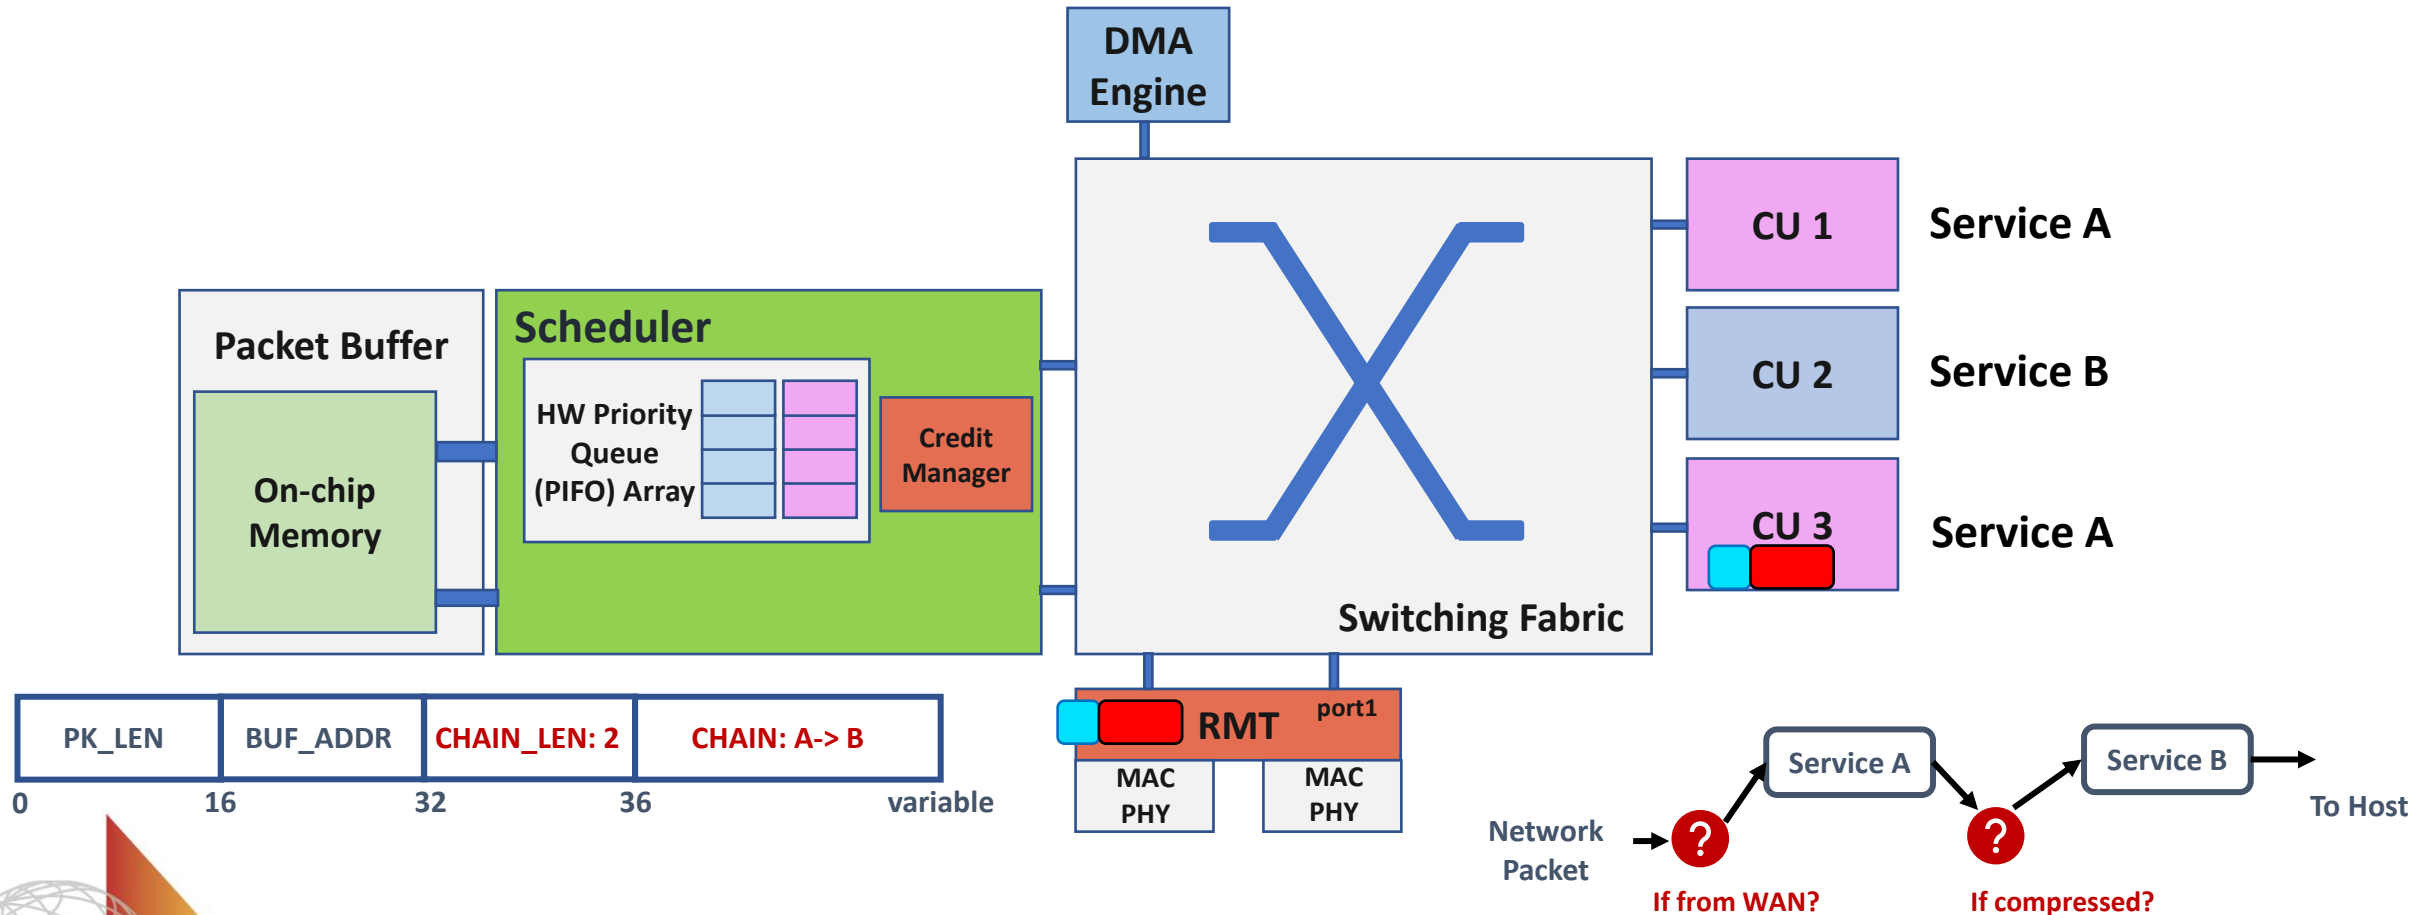 DMA
Engine
CU 1
Service A
CU 2
Service B
CU 3
Service A
Switching Fabric
Packet Buffer
On-chip
Memory
Scheduler
HW Priority
Queue
(PIFO) Array
Credit
Manager
PK_LEN
BUF_ADDR
CHAIN_LEN: 2
CHAIN: A-> B
0
16
32
36
variable
RMT
port1
MAC
PHY
MAC
PHY
Network
Packet
?
If from WAN?
Service A
?
If compressed?
Service B
To Host